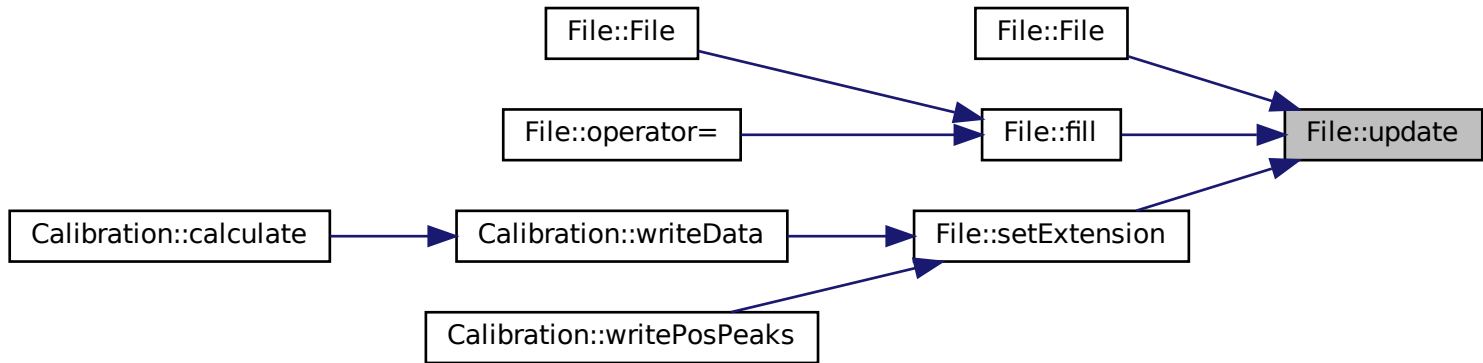 File::File
File::File
File::operator=
File::fill
File::update
Calibration::calculate
Calibration::writeData
File::setExtension
Calibration::writePosPeaks